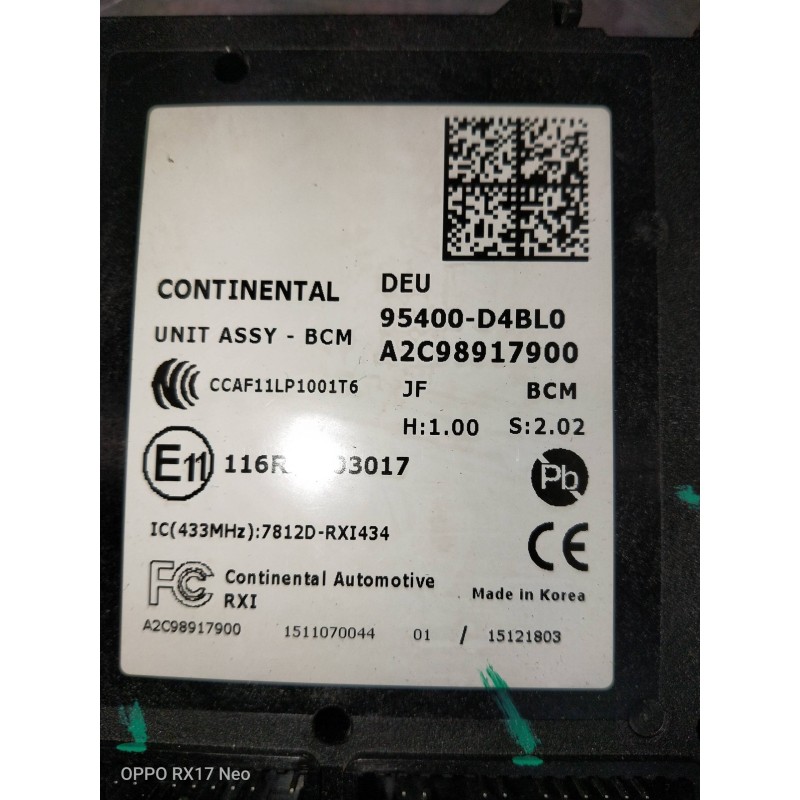 DEU
CONTINENTAL 95400-D4BL0
UNIT ASSY - BCM A2C98917900
CCAF11LP1001T6 JF BCM
H:1.00 S:2.02
E11 03017 Pb
IC(433MHz):7812D-RXI434
CE
FC Continental Automotive
RXI Made in Korea
A2C98917900 1511070044 01 / 15121803
OPPO RX17 Neo